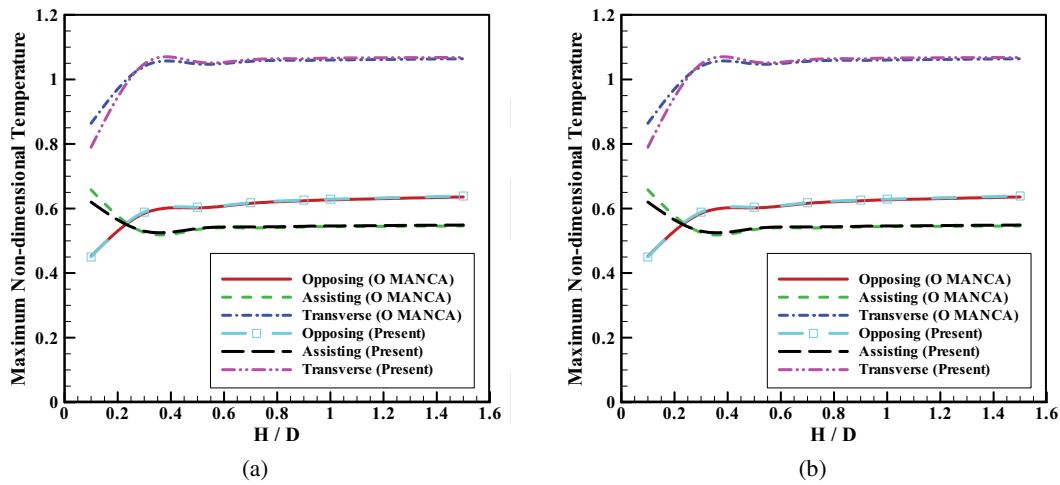 Maximum Non-dimensional Temperature
1.2
1
0.8
0.6
0.4
0.2
0
0
0.2
0.4
0.6
0.8
1
1.2
1.4
1.6
H / D
Opposing (O MANCA)
Assisting (O MANCA)
Transverse (O MANCA)
Opposing (Present)
Assisting (Present)
Transverse (Present)
(a)
Maximum Non-dimensional Temperature
1.2
1
0.8
0.6
0.4
0.2
0
0
0.2
0.4
0.6
0.8
1
1.2
1.4
1.6
H / D
Opposing (O MANCA)
Assisting (O MANCA)
Transverse (O MANCA)
Opposing (Present)
Assisting (Present)
Transverse (Present)
(b)